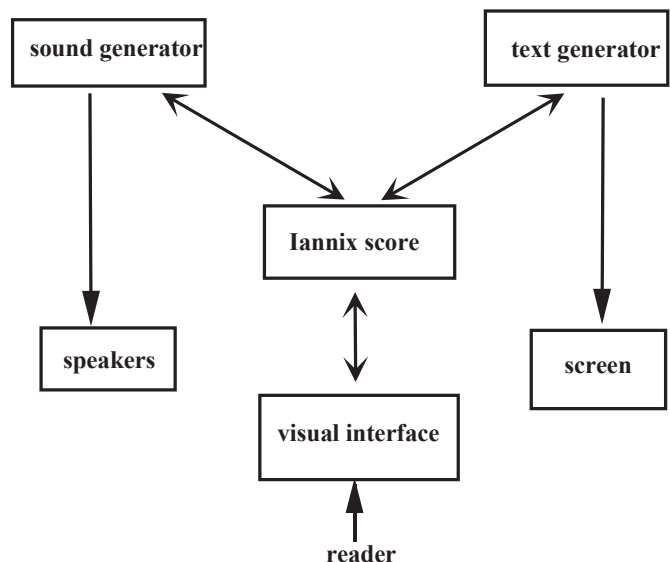 sound generator
text generator
Iannix score
speakers
screen
visual interface
reader